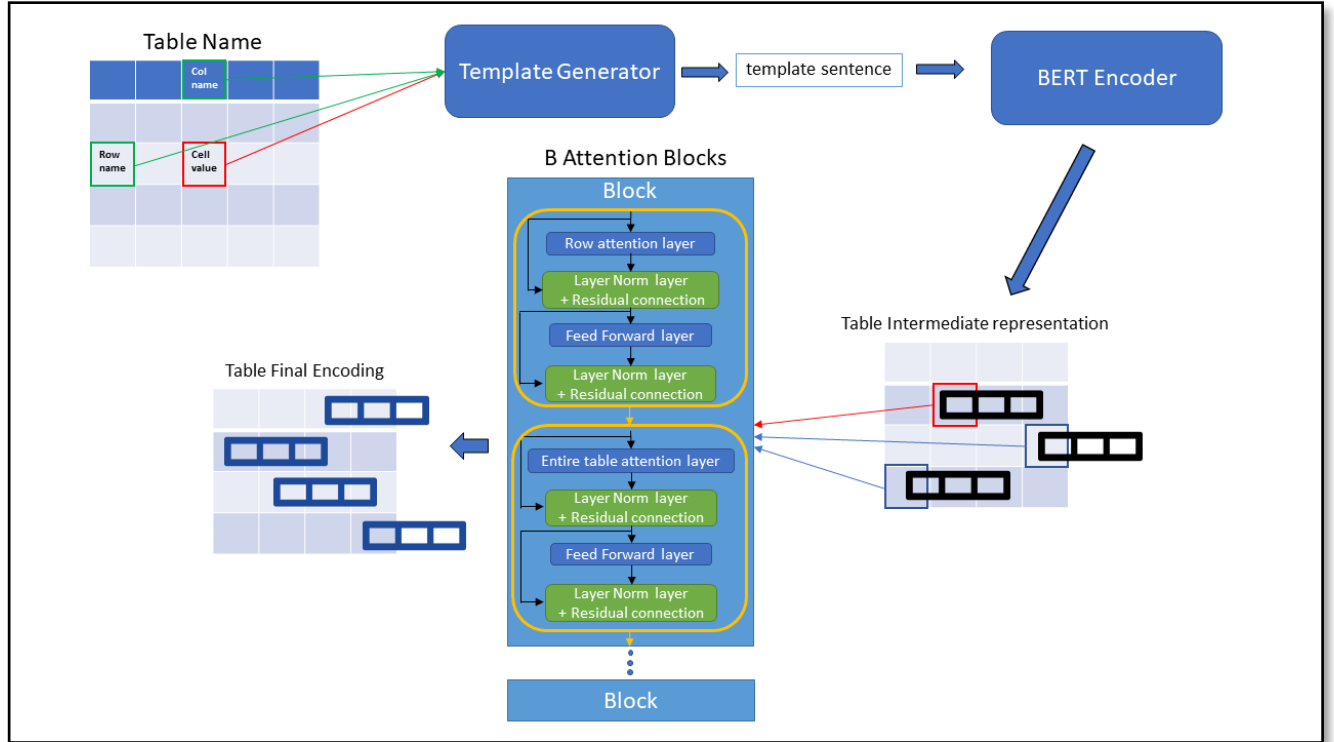 Table Name
Col
name
Row
name
Cell
value
Template Generator
template sentence
BERT Encoder
B Attention Blocks
Block
Row attention layer
Layer Norm layer
+ Residual connection
Feed Forward layer
Layer Norm layer
+ Residual connection
Entire table attention layer
Layer Norm layer
+ Residual connection
Feed Forward layer
Layer Norm layer
+ Residual connection
Block
Table Intermediate representation
Table Final Encoding